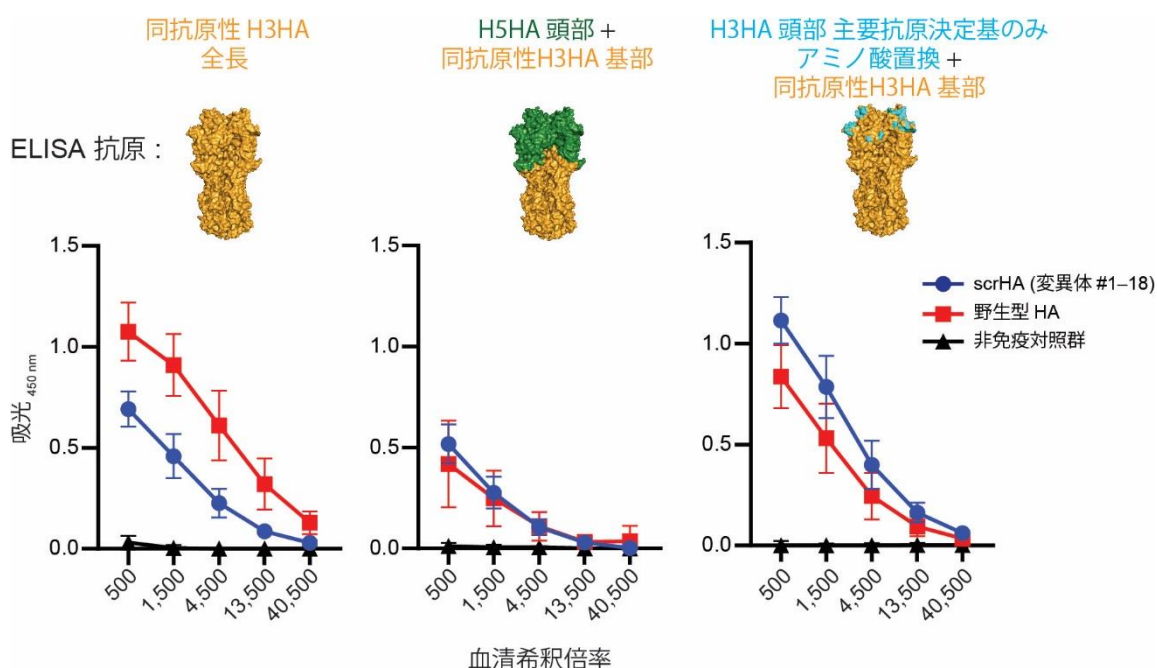 同抗原性 H3HA
全長
H5HA 頭部 +
同抗原性H3HA 基部
H3HA 頭部 主要抗原決定基のみ
アミノ酸置換 +
同抗原性H3HA 基部
ELISA 抗原 :
1.5
1.0
0.5
0.0
500
1,500
4,500
13,500
40,500
1.5
1.0
0.5
0.0
500
1,500
4,500
13,500
40,500
1.5
1.0
0.5
0.0
500
1,500
4,500
13,500
40,500
吸光 450 nm
血清希釈倍率
scrHA (変異体 #1–18)
野生型 HA
非免疫対照群